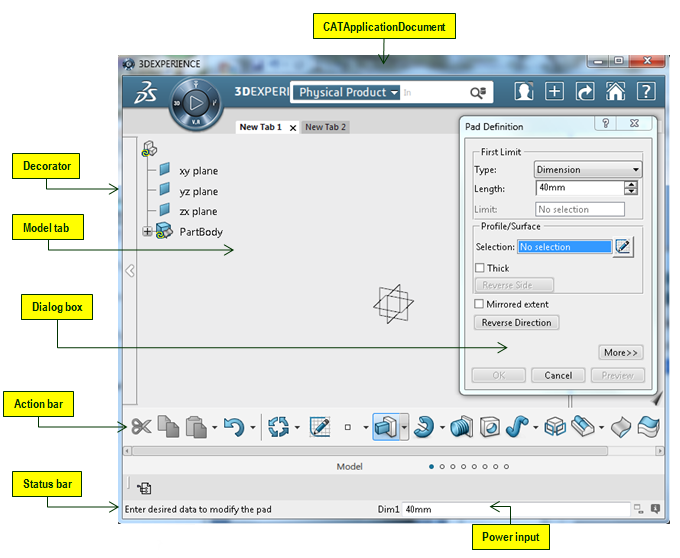 CATApplicationDocument
3DEXPERIENCE
3DEXPERI Physical Product In
3D V.R
New Tab 1 New Tab 2
Pad Definition
First Limit
Type: Dimension
Length: 40mm
Limit: No selection
Profile/Surface
Selection: No selection
Thick
Reverse Side
Mirrored extent
Reverse Direction
More>>
OK Cancel Preview
Decorator
xy plane
yz plane
zx plane
PartBody
Model tab
Dialog box
Action bar
Model
Status bar
Enter desired data to modify the pad Dim1 40mm
Power input